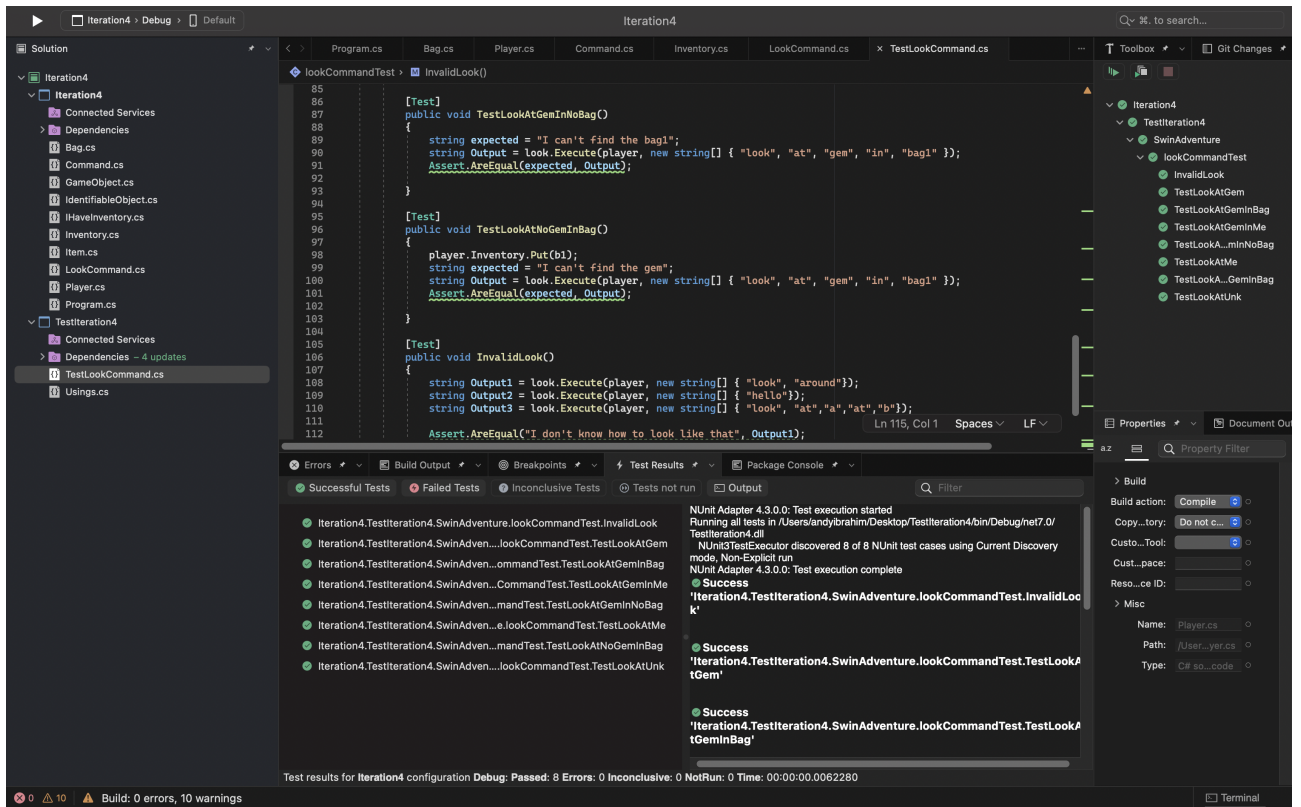 Iteration4 › Debug › Default
Iteration4
⌘. to search...
Solution
Iteration4
Iteration4
Connected Services
Dependencies
Bag.cs
Command.cs
GameObject.cs
IdentifiableObject.cs
IHaveInventory.cs
Inventory.cs
Item.cs
LookCommand.cs
Player.cs
Program.cs
TestIteration4
Connected Services
Dependencies – 4 updates
TestLookCommand.cs
Usings.cs
Program.cs Bag.cs Player.cs Command.cs Inventory.cs LookCommand.cs × TestLookCommand.cs
lookCommandTest › M InvalidLook()
85
86 [Test]
87 public void TestLookAtGemInNoBag()
88 {
89 string expected = "I can't find the bag1";
90 string Output = look.Execute(player, new string[] { "look", "at", "gem", "in", "bag1" });
91 Assert.AreEqual(expected, Output);
92
93 }
94
95 [Test]
96 public void TestLookAtNoGemInBag()
97 {
98 player.Inventory.Put(b1);
99 string expected = "I can't find the gem";
100 string Output = look.Execute(player, new string[] { "look", "at", "gem", "in", "bag1" });
101 Assert.AreEqual(expected, Output);
102
103 }
104
105 [Test]
106 public void InvalidLook()
107 {
108 string Output1 = look.Execute(player, new string[] { "look", "around"});
109 string Output2 = look.Execute(player, new string[] { "hello"});
110 string Output3 = look.Execute(player, new string[] { "look", "at","a","at","b"});
111
112 Assert.AreEqual("I don't know how to look like that", Output1);
Ln 115, Col 1 Spaces LF
Errors Build Output Breakpoints Test Results Package Console
Successful Tests Failed Tests Inconclusive Tests Tests not run Output Filter
Iteration4.TestIteration4.SwinAdventure.lookCommandTest.InvalidLook
Iteration4.TestIteration4.SwinAdven....lookCommandTest.TestLookAtGem
Iteration4.TestIteration4.SwinAdven...ommandTest.TestLookAtGemInBag
Iteration4.TestIteration4.SwinAdven...CommandTest.TestLookAtGemInMe
Iteration4.TestIteration4.SwinAdven...mandTest.TestLookAtGemInNoBag
Iteration4.TestIteration4.SwinAdven...e.lookCommandTest.TestLookAtMe
Iteration4.TestIteration4.SwinAdven...mandTest.TestLookAtNoGemInBag
Iteration4.TestIteration4.SwinAdven....lookCommandTest.TestLookAtUnk
NUnit Adapter 4.3.0.0: Test execution started
Running all tests in /Users/andyibrahim/Desktop/TestIteration4/bin/Debug/net7.0/
TestIteration4.dll
NUnit3TestExecutor discovered 8 of 8 NUnit test cases using Current Discovery
mode, Non-Explicit run
NUnit Adapter 4.3.0.0: Test execution complete
Success
'Iteration4.TestIteration4.SwinAdventure.lookCommandTest.InvalidLoo
k'
Success
'Iteration4.TestIteration4.SwinAdventure.lookCommandTest.TestLookA
tGem'
Success
'Iteration4.TestIteration4.SwinAdventure.lookCommandTest.TestLookA
tGemInBag'
Test results for Iteration4 configuration Debug: Passed: 8 Errors: 0 Inconclusive: 0 NotRun: 0 Time: 00:00:00.0062280
Toolbox Git Changes
Iteration4
TestIteration4
SwinAdventure
lookCommandTest
InvalidLook
TestLookAtGem
TestLookAtGemInBag
TestLookAtGemInMe
TestLookA...mInNoBag
TestLookAtMe
TestLookA...GemInBag
TestLookAtUnk
Properties Document Out
a.z Property Filter
Build
Build action: Compile
Copy...tory: Do not c...
Custo...Tool:
Cust...pace:
Reso...ce ID:
Misc
Name: Player.cs
Path: /User...yer.cs
Type: C# so...code
0 10 Build: 0 errors, 10 warnings
Terminal